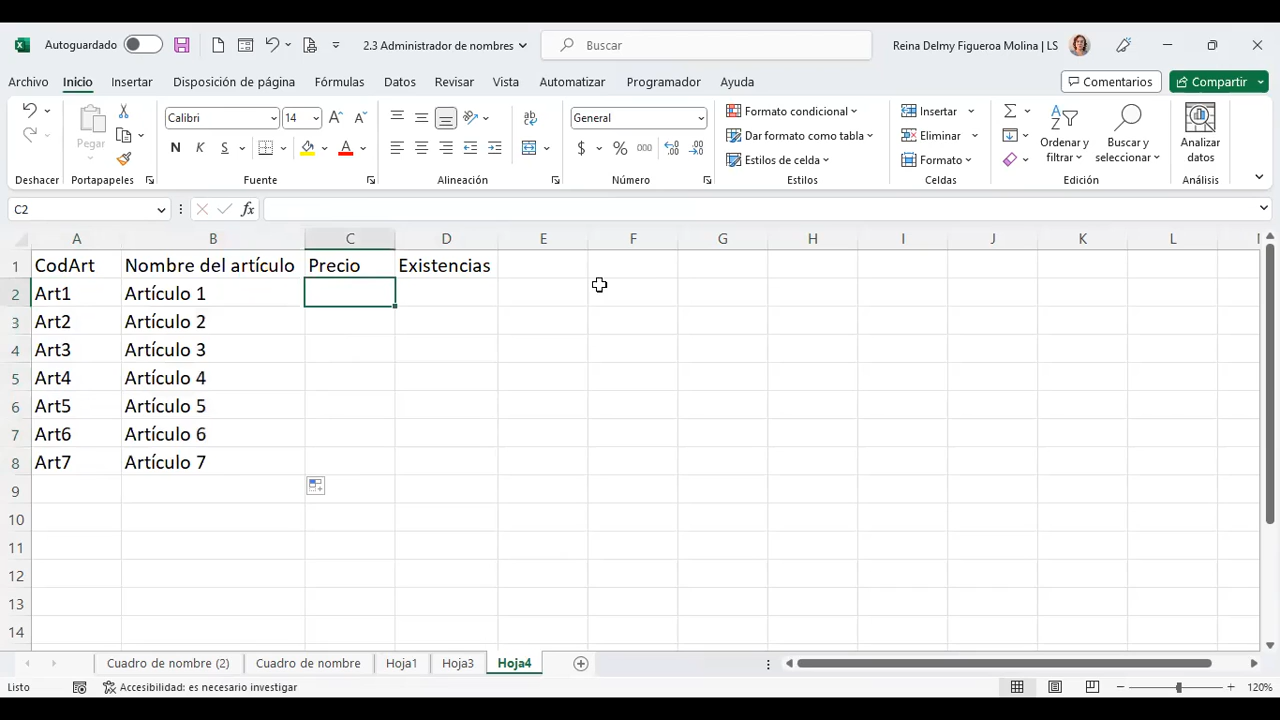 Autoguardado
2.3 Administrador de nombres
Buscar
Reina Delmy Figueroa Molina | LS
Archivo Inicio Insertar Disposición de página Fórmulas Datos Revisar Vista Automatizar Programador Ayuda
Comentarios
Compartir
Pegar
Calibri
14
N K S
General
$ % 000
Formato condicional
Dar formato como tabla
Estilos de celda
Insertar
Eliminar
Formato
Ordenar y filtrar
Buscar y seleccionar
Analizar datos
Deshacer Portapapeles Fuente Alineación Número Estilos Celdas Edición Análisis
C2
fx
A B C D E F G H I J K L
1 CodArt Nombre del artículo Precio Existencias
2 Art1 Artículo 1
3 Art2 Artículo 2
4 Art3 Artículo 3
5 Art4 Artículo 4
6 Art5 Artículo 5
7 Art6 Artículo 6
8 Art7 Artículo 7
9
10
11
12
13
14
Cuadro de nombre (2) Cuadro de nombre Hoja1 Hoja3 Hoja4
Listo
Accesibilidad: es necesario investigar
120%